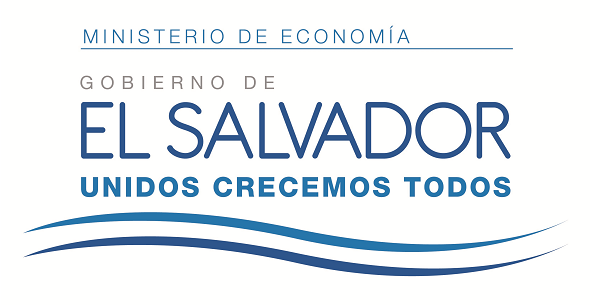 MINISTERIO DE ECONOMÍA
GOBIERNO DE
EL SALVADOR
UNIDOS CRECEMOS TODOS